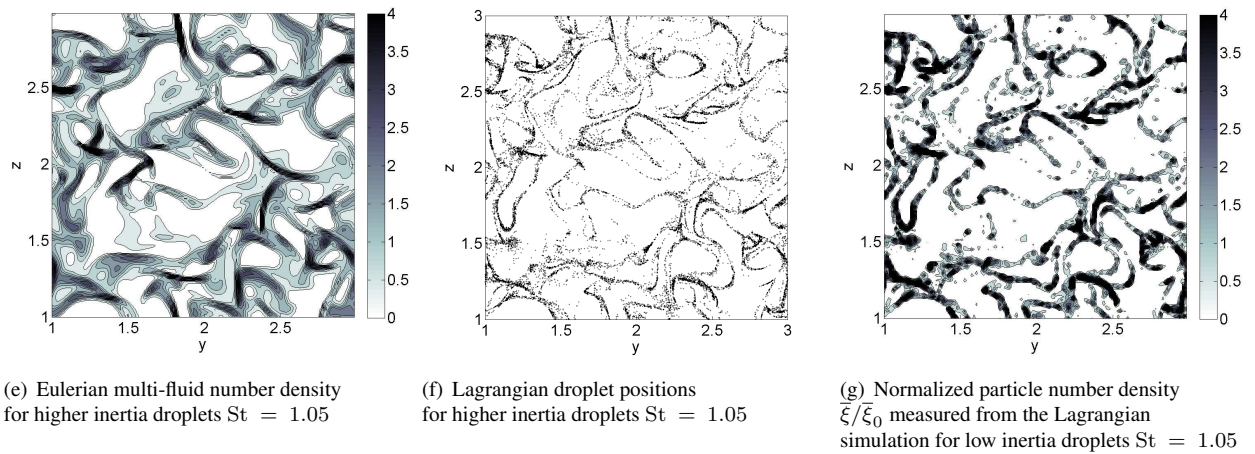 2.5
2
1.5
1
z
1 1.5 2 2.5
y
4
3.5
3
2.5
2
1.5
1
0.5
0
3
2.5
2
1.5
1
z
1 1.5 2 2.5 3
y
2.5
2
1.5
1
z
1 1.5 2 2.5
y
4
3.5
3
2.5
2
1.5
1
0.5
0
(e) Eulerian multi-fluid number density
for higher inertia droplets St = 1.05
(f) Lagrangian droplet positions
for higher inertia droplets St = 1.05
(g) Normalized particle number density
ξ̅/ξ̅₀ measured from the Lagrangian
simulation for low inertia droplets St = 1.05